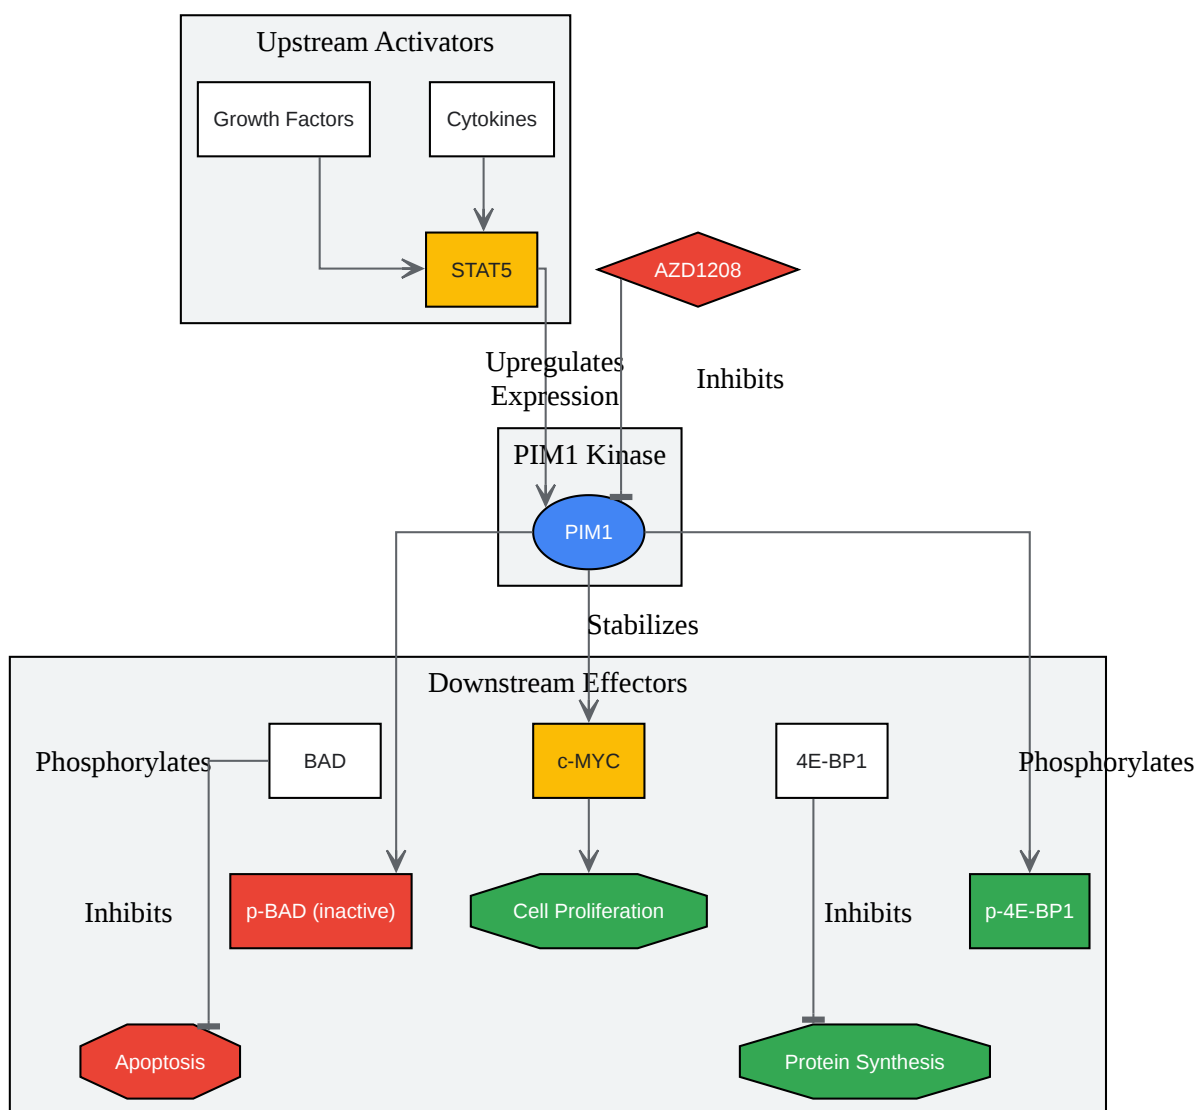 Upstream Activators
Growth Factors
Cytokines
STAT5
AZD1208
Upregulates
Expression
Inhibits
PIM1 Kinase
PIM1
Stabilizes
Downstream Effectors
Phosphorylates
BAD
c-MYC
4E-BP1
Phosphorylates
Inhibits
p-BAD (inactive)
Cell Proliferation
Inhibits
p-4E-BP1
Apoptosis
Protein Synthesis